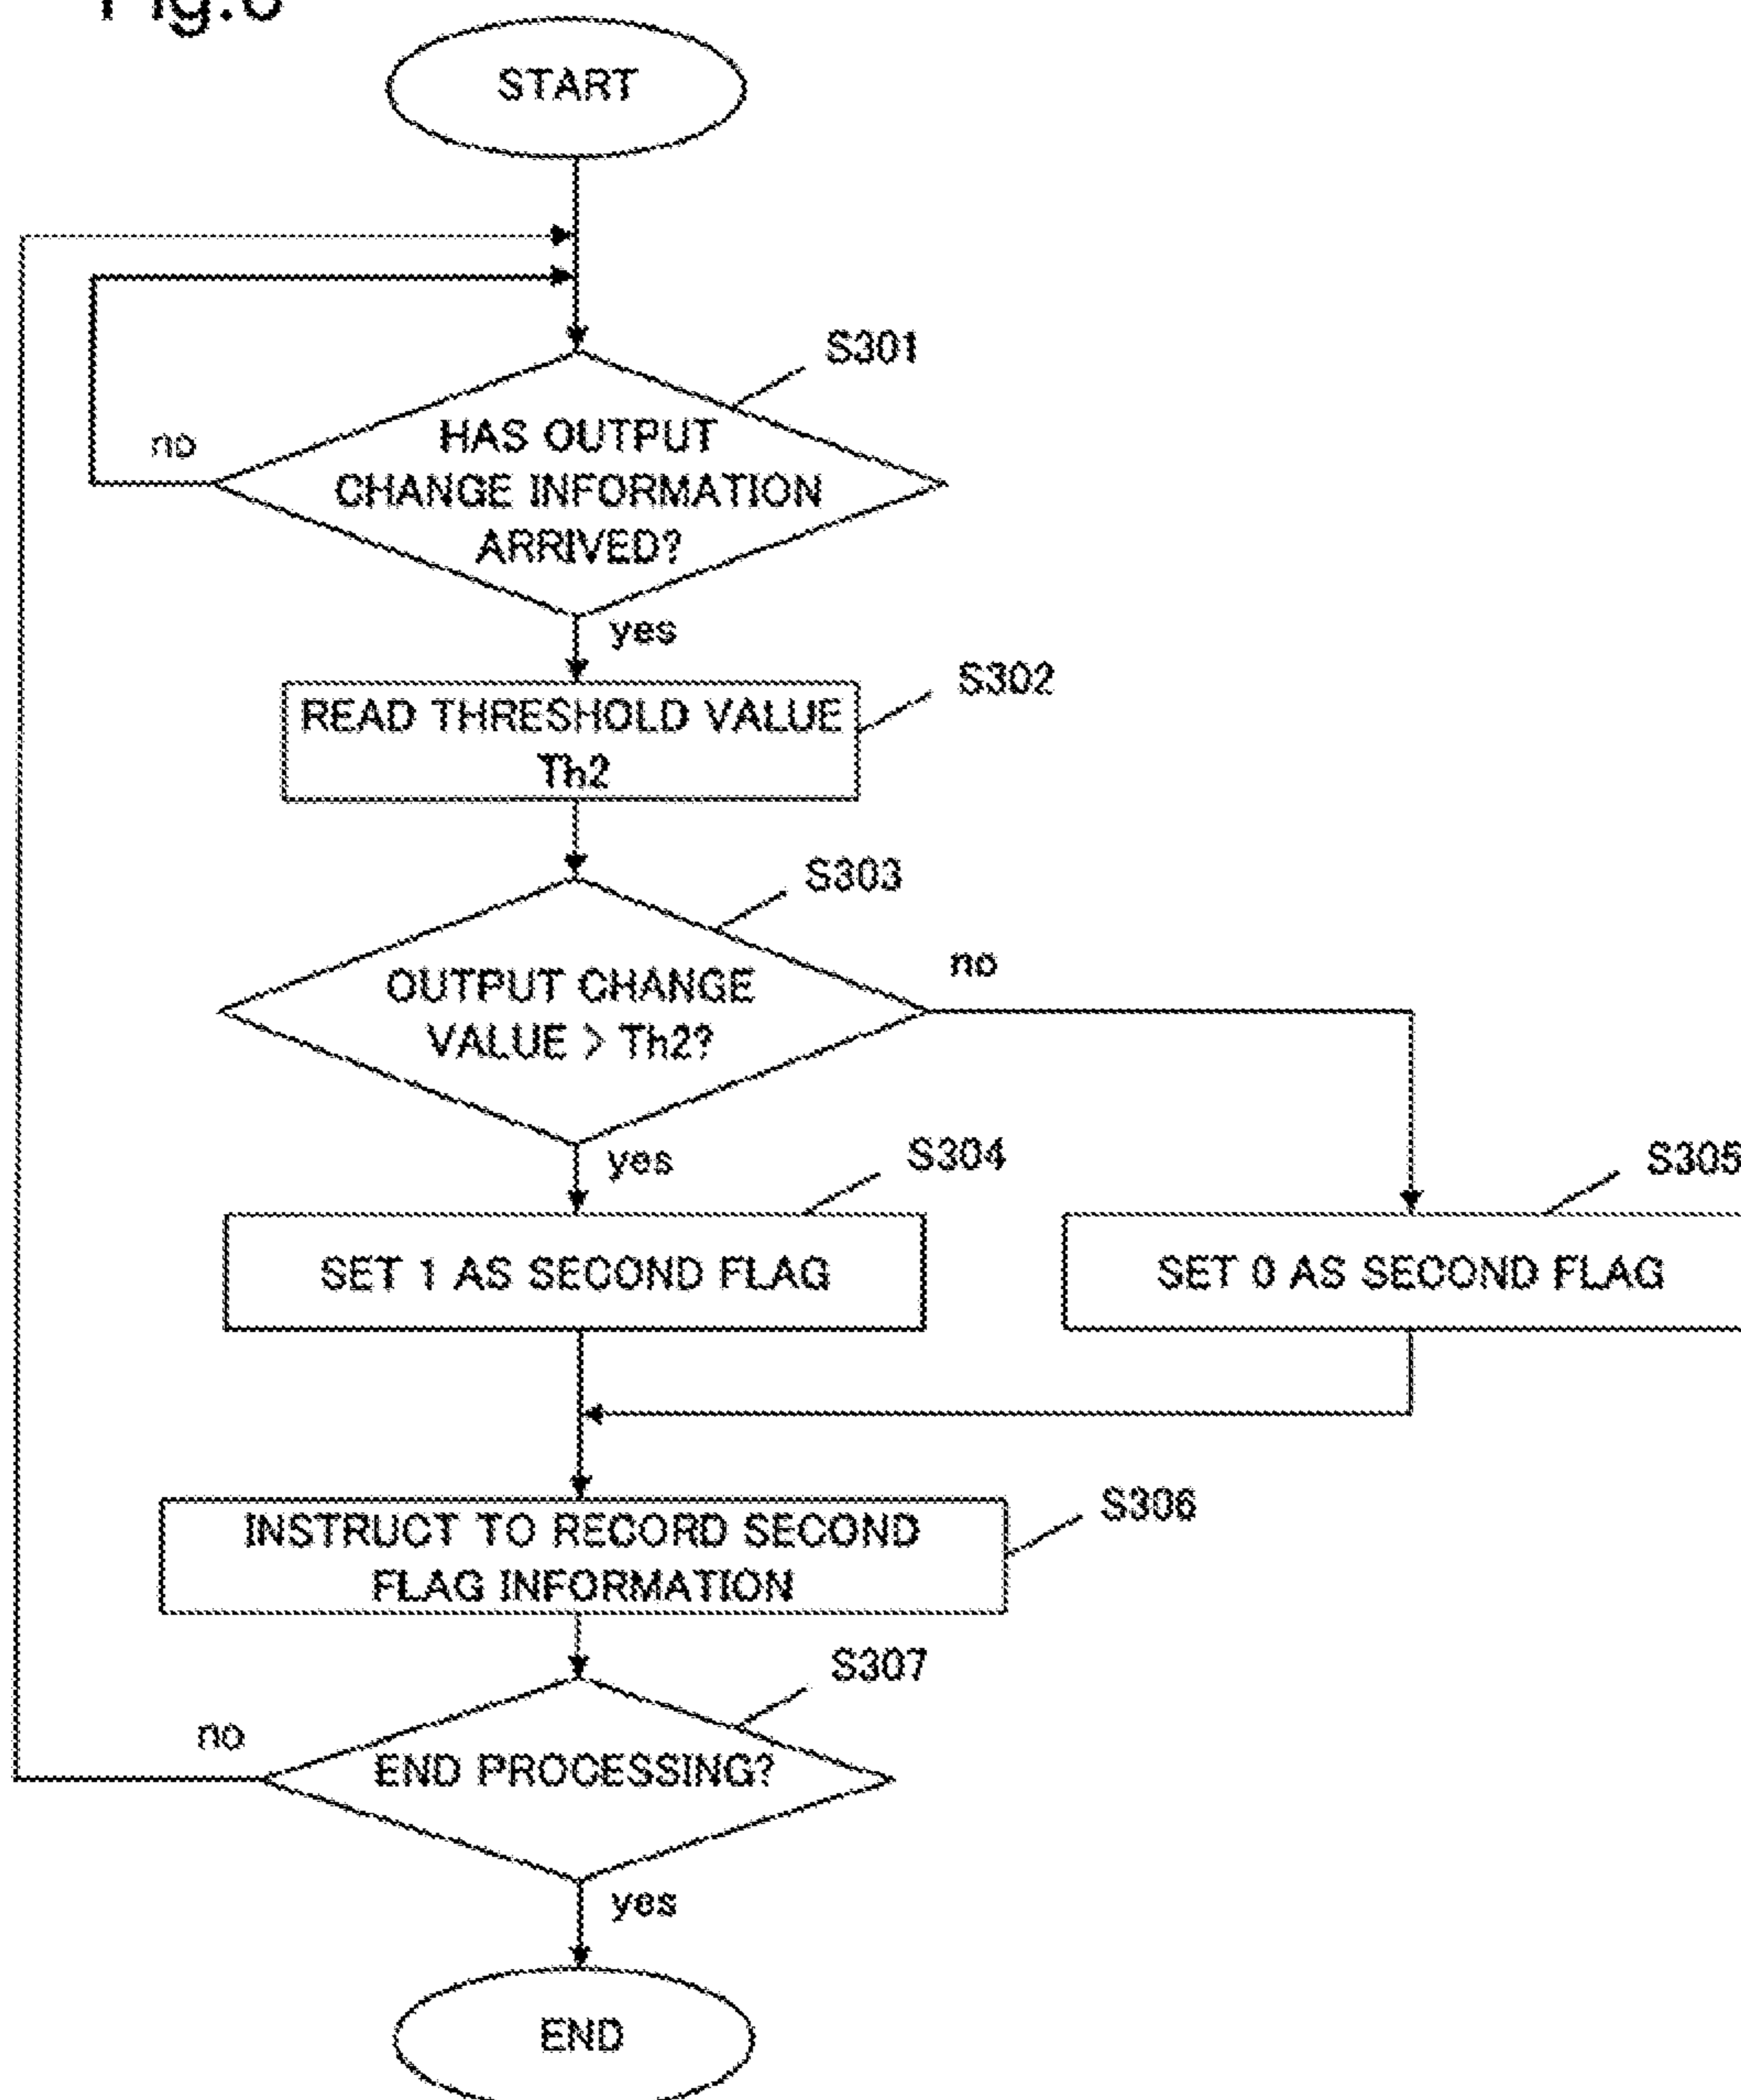 START
S301
no
HAS OUTPUT
CHANGE INFORMATION
ARRIVED?
yes
S302
READ THRESHOLD VALUE
Th2
S303
no
OUTPUT CHANGE
VALUE > Th2?
yes
S304
S305
SET 1 AS SECOND FLAG
SET 0 AS SECOND FLAG
S306
INSTRUCT TO RECORD SECOND
FLAG INFORMATION
S307
no
END PROCESSING?
yes
END